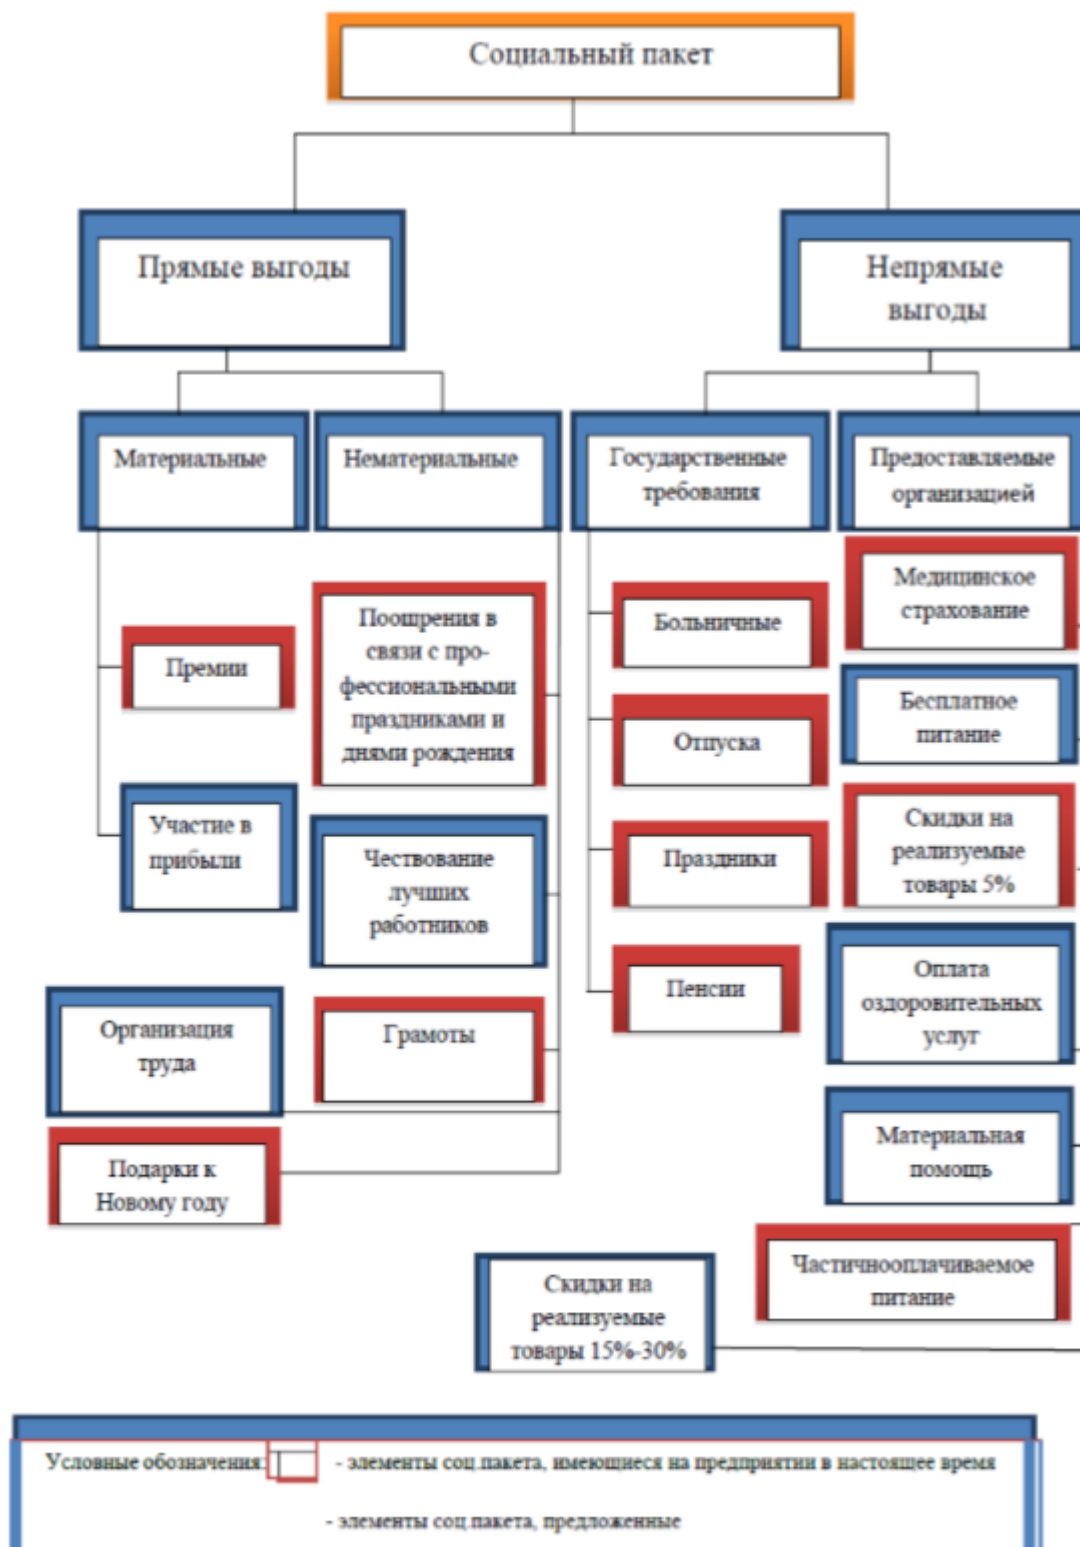 Социальный пакет
Прямые выгоды
Непрямые
выгоды
Материальные
Нематериальные
Государственные
требования
Предоставляемые
организацией
Премии
Участие в
прибыли
Поощрения в
связи с про-
фессиональными
праздниками и
днями рождения
Чествование
лучших
работников
Грамоты
Организация
труда
Подарки к
Новому году
Больничные
Отпуска
Праздники
Пенсии
Медицинское
страхование
Бесплатное
питание
Скидки на
реализуемые
товары 5%
Оплата
оздоровительных
услуг
Материальная
помощь
Частичнооплачиваемое
питание
Скидки на
реализуемые
товары 15%-30%
Условные обозначения: - элементы соц.пакета, имеющиеся на предприятии в настоящее время
- элементы соц.пакета, предложенные